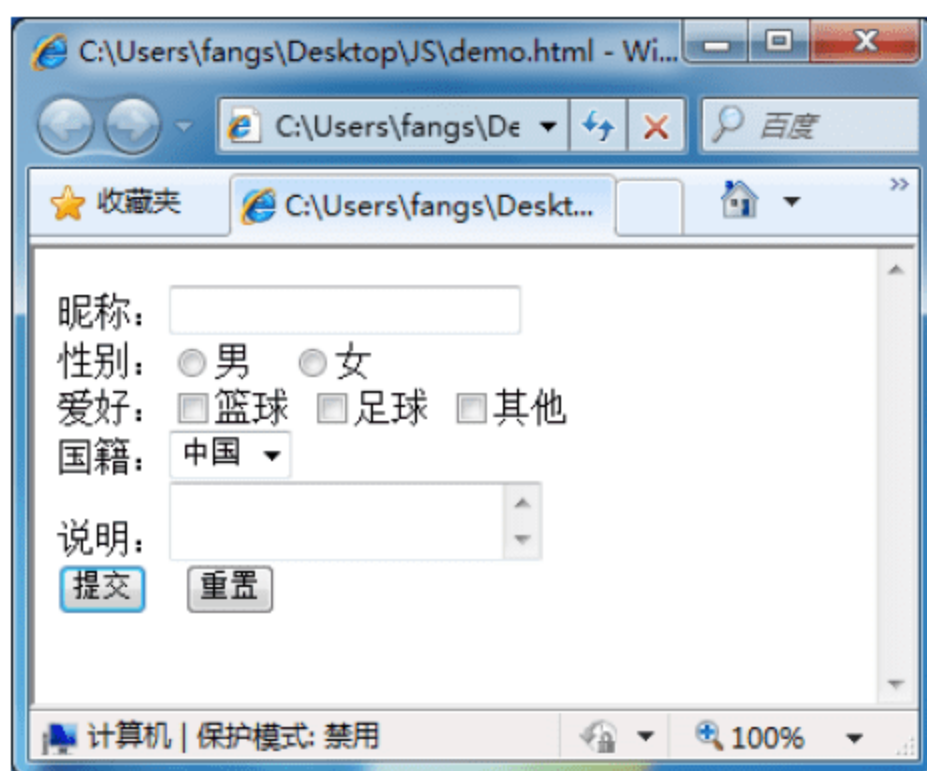 C:\Users\fangs\Desktop\JS\demo.html - Wi...
C:\Users\fangs\De 百度
收藏夹 C:\Users\fangs\Deskt...
昵称：
性别： 男 女
爱好： 篮球 足球 其他
国籍： 中国
说明：
提交 重置
计算机 | 保护模式: 禁用 100%